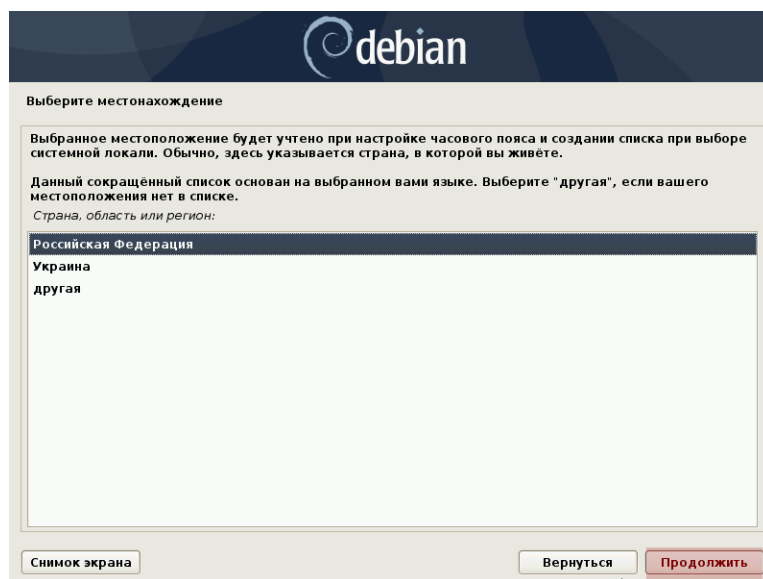 debian
Выберите местонахождение
Выбранное местоположение будет учтено при настройке часового пояса и создании списка при выборе
системной локали. Обычно, здесь указывается страна, в которой вы живёте.
Данный сокращённый список основан на выбранном вами языке. Выберите "другая", если вашего
местоположения нет в списке.
Страна, область или регион:
Российская Федерация
Украина
другая
Снимок экрана
Вернуться
Продолжить